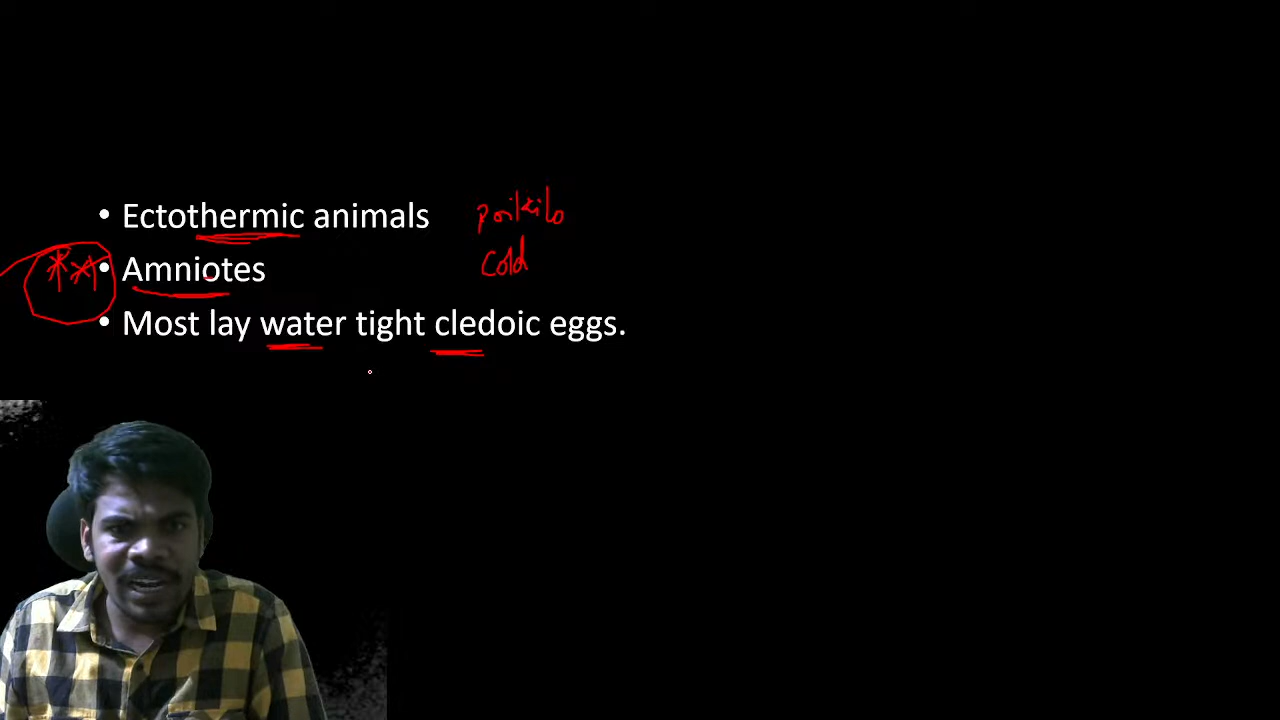 • Ectothermic animals poikilo
cold
• Amniotes
• Most lay water tight cledoic eggs.